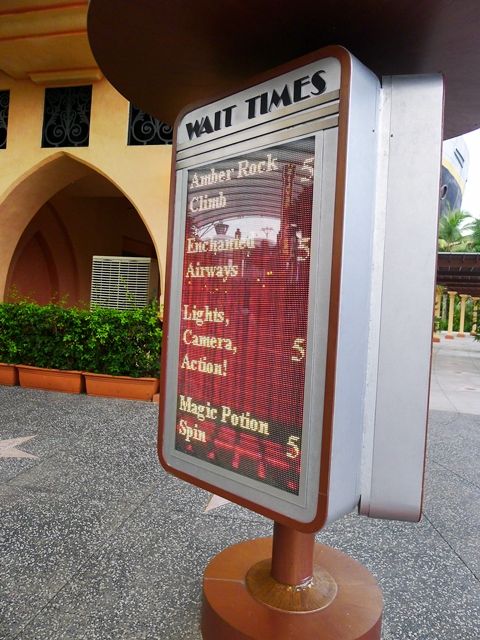 WAIT TIMES
Amber Rock 5
Climb
Enchanted 5
Airways
Lights,
Camera, 5
Action!
Magic Potion 5
Spin